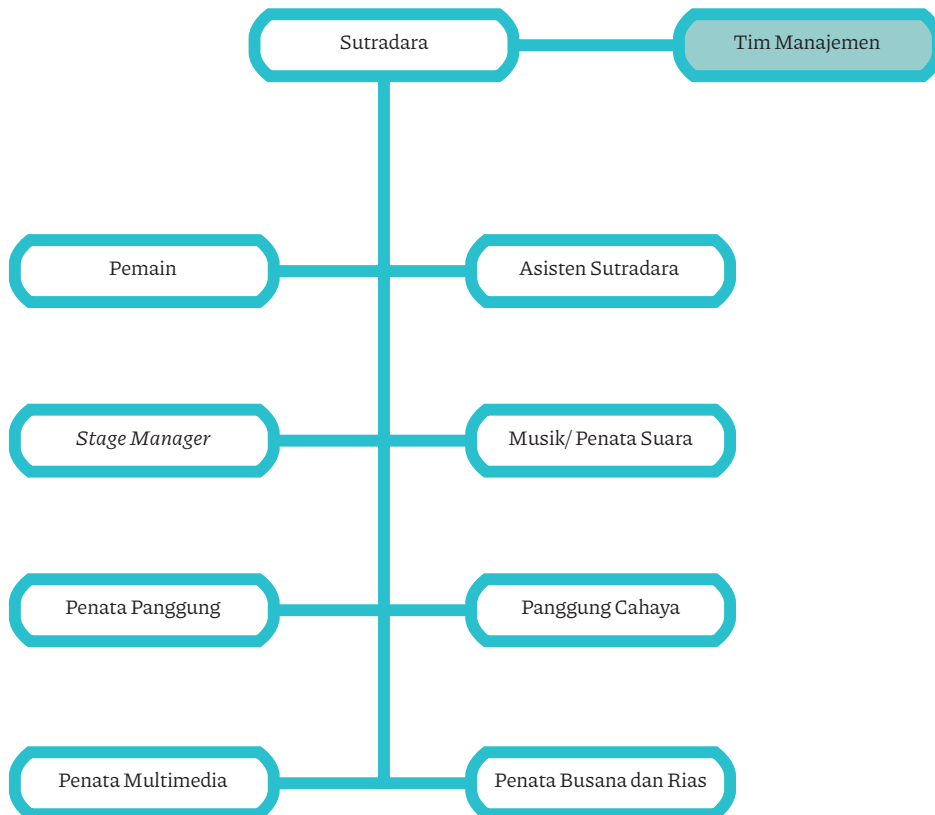 Sutradara
Tim Manajemen
Pemain
Asisten Sutradara
Stage Manager
Musik/ Penata Suara
Penata Panggung
Panggung Cahaya
Penata Multimedia
Penata Busana dan Rias